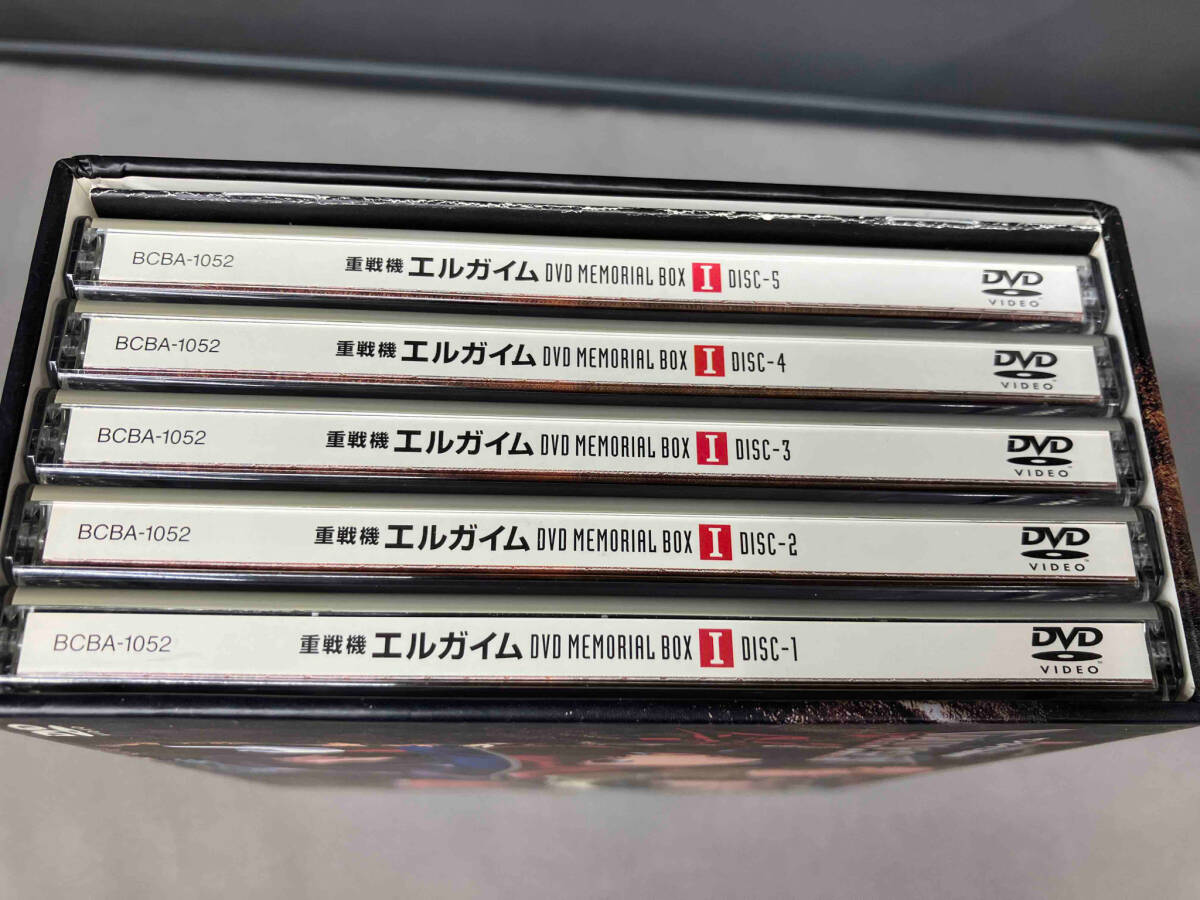 BCBA-1052 重戦機 エルガイム DVD MEMORIAL BOX I DISC-5 DVD VIDEO
BCBA-1052 重戦機 エルガイム DVD MEMORIAL BOX I DISC-4 DVD VIDEO
BCBA-1052 重戦機 エルガイム DVD MEMORIAL BOX I DISC-3 DVD VIDEO
BCBA-1052 重戦機 エルガイム DVD MEMORIAL BOX I DISC-2 DVD VIDEO
BCBA-1052 重戦機 エルガイム DVD MEMORIAL BOX I DISC-1 DVD VIDEO